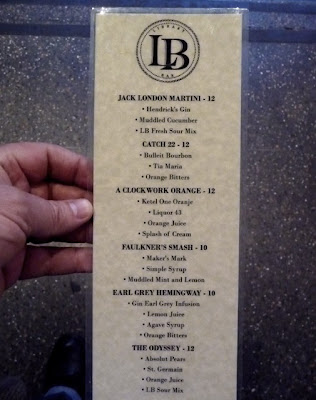 LIBRARY
LB
BAR
JACK LONDON MARTINI - 12
• Hendrick's Gin
• Muddled Cucumber
• LB Fresh Sour Mix
CATCH 22 - 12
• Bulleit Bourbon
• Tia Maria
• Orange Bitters
A CLOCKWORK ORANGE - 12
• Ketel One Oranje
• Liquor 43
• Orange Juice
• Splash of Cream
FAULKNER'S SMASH - 10
• Maker's Mark
• Simple Syrup
• Muddled Mint and Lemon
EARL GREY HEMINGWAY - 10
• Gin Earl Grey Infusion
• Lemon Juice
• Agave Syrup
• Orange Bitters
THE ODYSSEY - 12
• Absolut Pears
• St. Germain
• Orange Juice
• LB Sour Mix